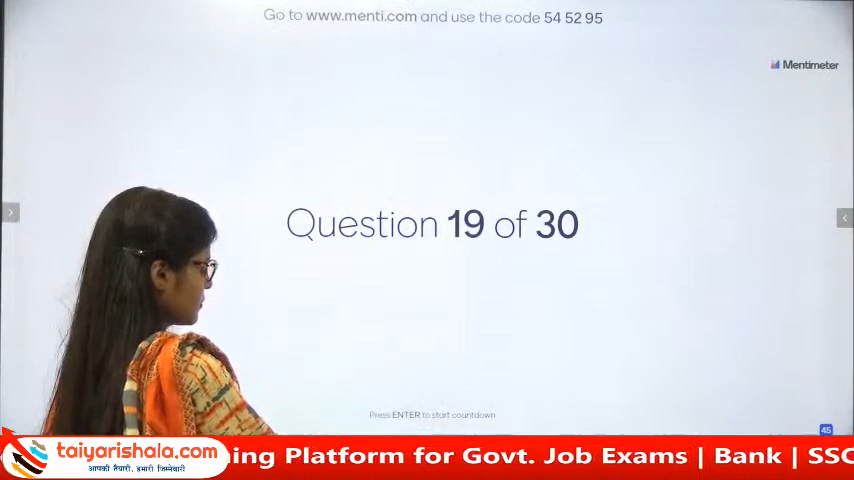 Go to www.menti.com and use the code 54 52 95
Mentimeter
Question 19 of 30
Press ENTER to start countdown
45
taiyarishala.com
आपकी तैयारी, हमारी जिम्मेदारी
ning Platform for Govt. Job Exams | Bank | SSC